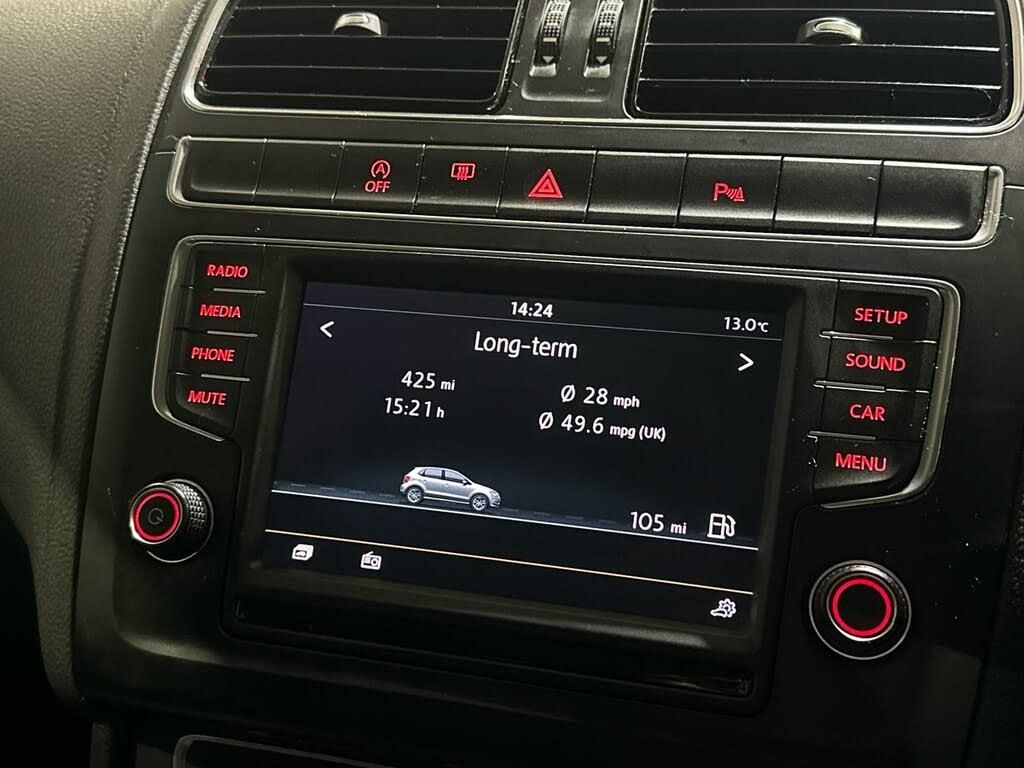 A
OFF
P
RADIO
MEDIA
PHONE
MUTE
14:24
13.0°C
< Long-term >
425 mi
Ø 28 mph
15:21 h
Ø 49.6 mpg (UK)
105 mi
SETUP
SOUND
CAR
MENU